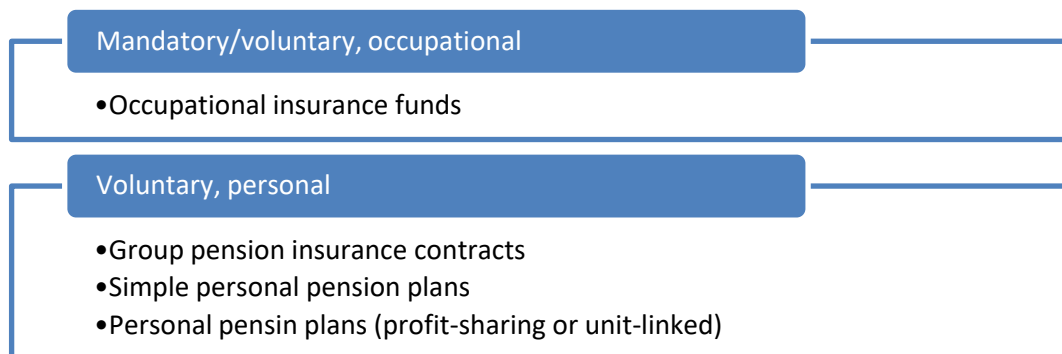 Mandatory/voluntary, occupational
•Occupational insurance funds
Voluntary, personal
•Group pension insurance contracts
•Simple personal pension plans
•Personal pensin plans (profit-sharing or unit-linked)